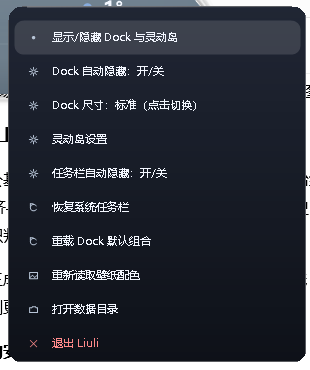 显示/隐藏 Dock 与灵动岛
Dock 自动隐藏：开/关
Dock 尺寸：标准（点击切换）
灵动岛设置
任务栏自动隐藏：开/关
恢复系统任务栏
重载 Dock 默认组合
重新读取壁纸配色
打开数据目录
退出 Liuli